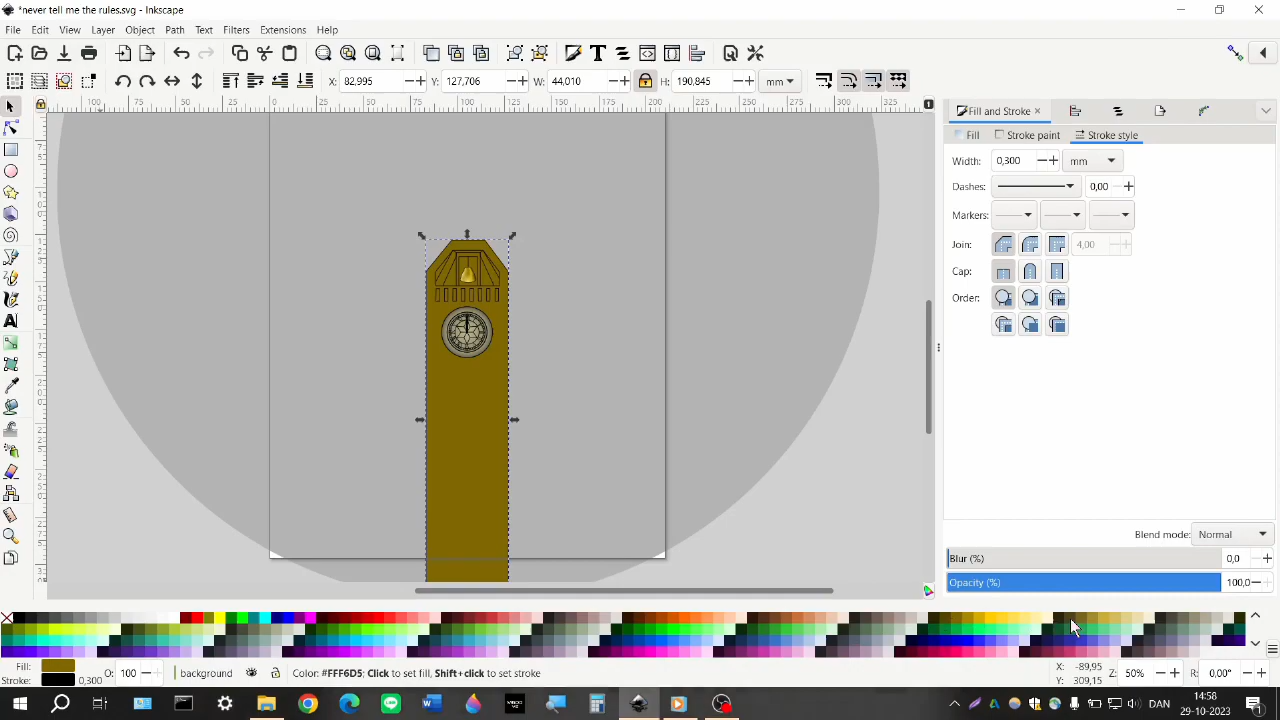 *never tell me the rules.svg - Inkscape
File Edit View Layer Object Path Filters Text Extensions Help
X: 82.995 Y: 127.706 W: 44.010 H: 190.845 mm
Fill and Stroke
Fill Stroke paint Stroke style
Width: 0,300 mm
Dashes: 0,00
Markers:
Join: 4,00
Cap:
Order:
Blend mode: Normal
Blur (%) 0,0
Opacity (%) 100,0
Fill: O: 100 background Color: #FFF6D5; Click to set fill, Shift+click to set stroke X: -89,95 Z: 50% R: 0,00°
Stroke: 0,300 Y: 309,15
DAN 14:58
29-10-2023